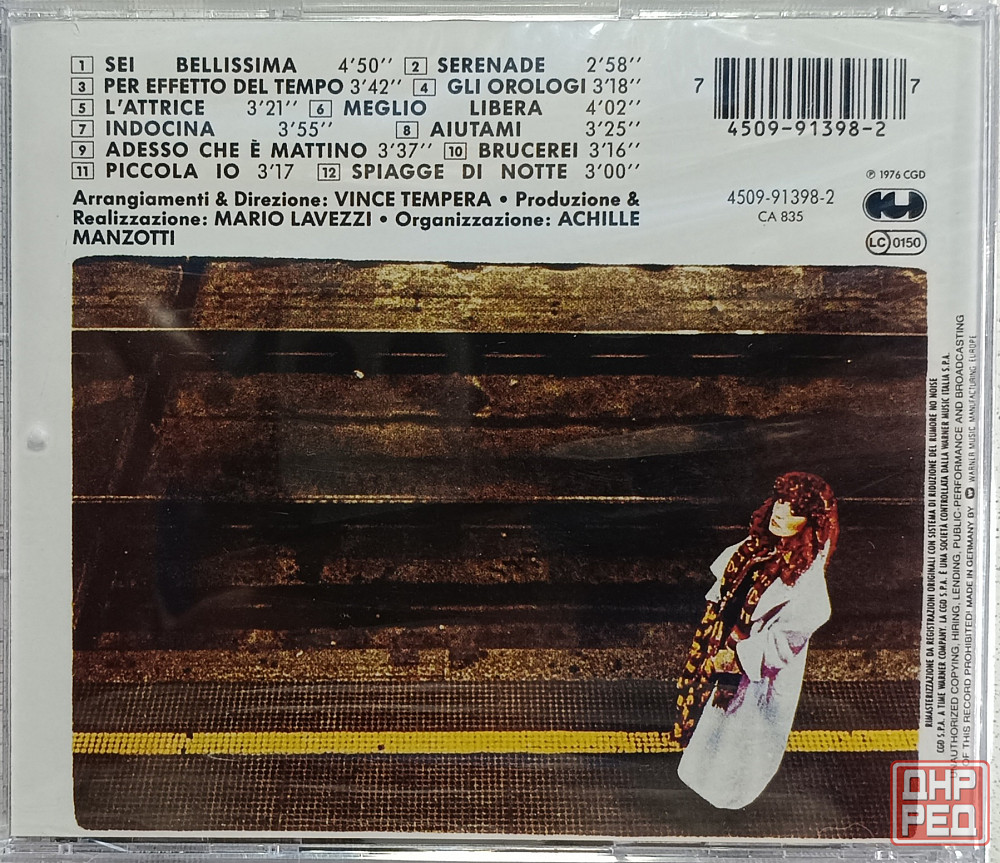 1 SEI BELLISSIMA 4'50'' 2 SERENADE 2'58''
3 PER EFFETTO DEL TEMPO 3'42'' 4 GLI OROLOGI 3'18''
5 L'ATTRICE 3'21'' 6 MEGLIO LIBERA 4'02''
7 INDOCINA 3'55'' 8 AIUTAMI 3'25''
9 ADESSO CHE È MATTINO 3'37'' 10 BRUCEREI 3'16''
11 PICCOLA IO 3'17 12 SPIAGGE DI NOTTE 3'00''
Arrangiamenti & Direzione: VINCE TEMPERA • Produzione &
Realizzazione: MARIO LAVEZZI • Organizzazione: ACHILLE
MANZOTTI
7 7
4509-91398-2
℗ 1976 CGD
4509-91398-2
CA 835
LC 0150
RIMASTERIZZAZIONE DA REGISTRAZIONI ORIGINALI CON SISTEMA DI RIDUZIONE DEL RUMORE NO NOISE
CGD S.P.A. A TIME WARNER COMPANY. LA CGD S.P.A. È UNA SOCIETÀ CONTROLLATA DALLA WARNER MUSIC ITALIA S.P.A.
UNAUTHORIZED COPYING, HIRING, LENDING, PUBLIC-PERFORMANCE AND BROADCASTING
OF THIS RECORD PROHIBITED! MADE IN GERMANY BY WARNER MUSIC MANUFACTURING EUROPE
ДНР
РЕД